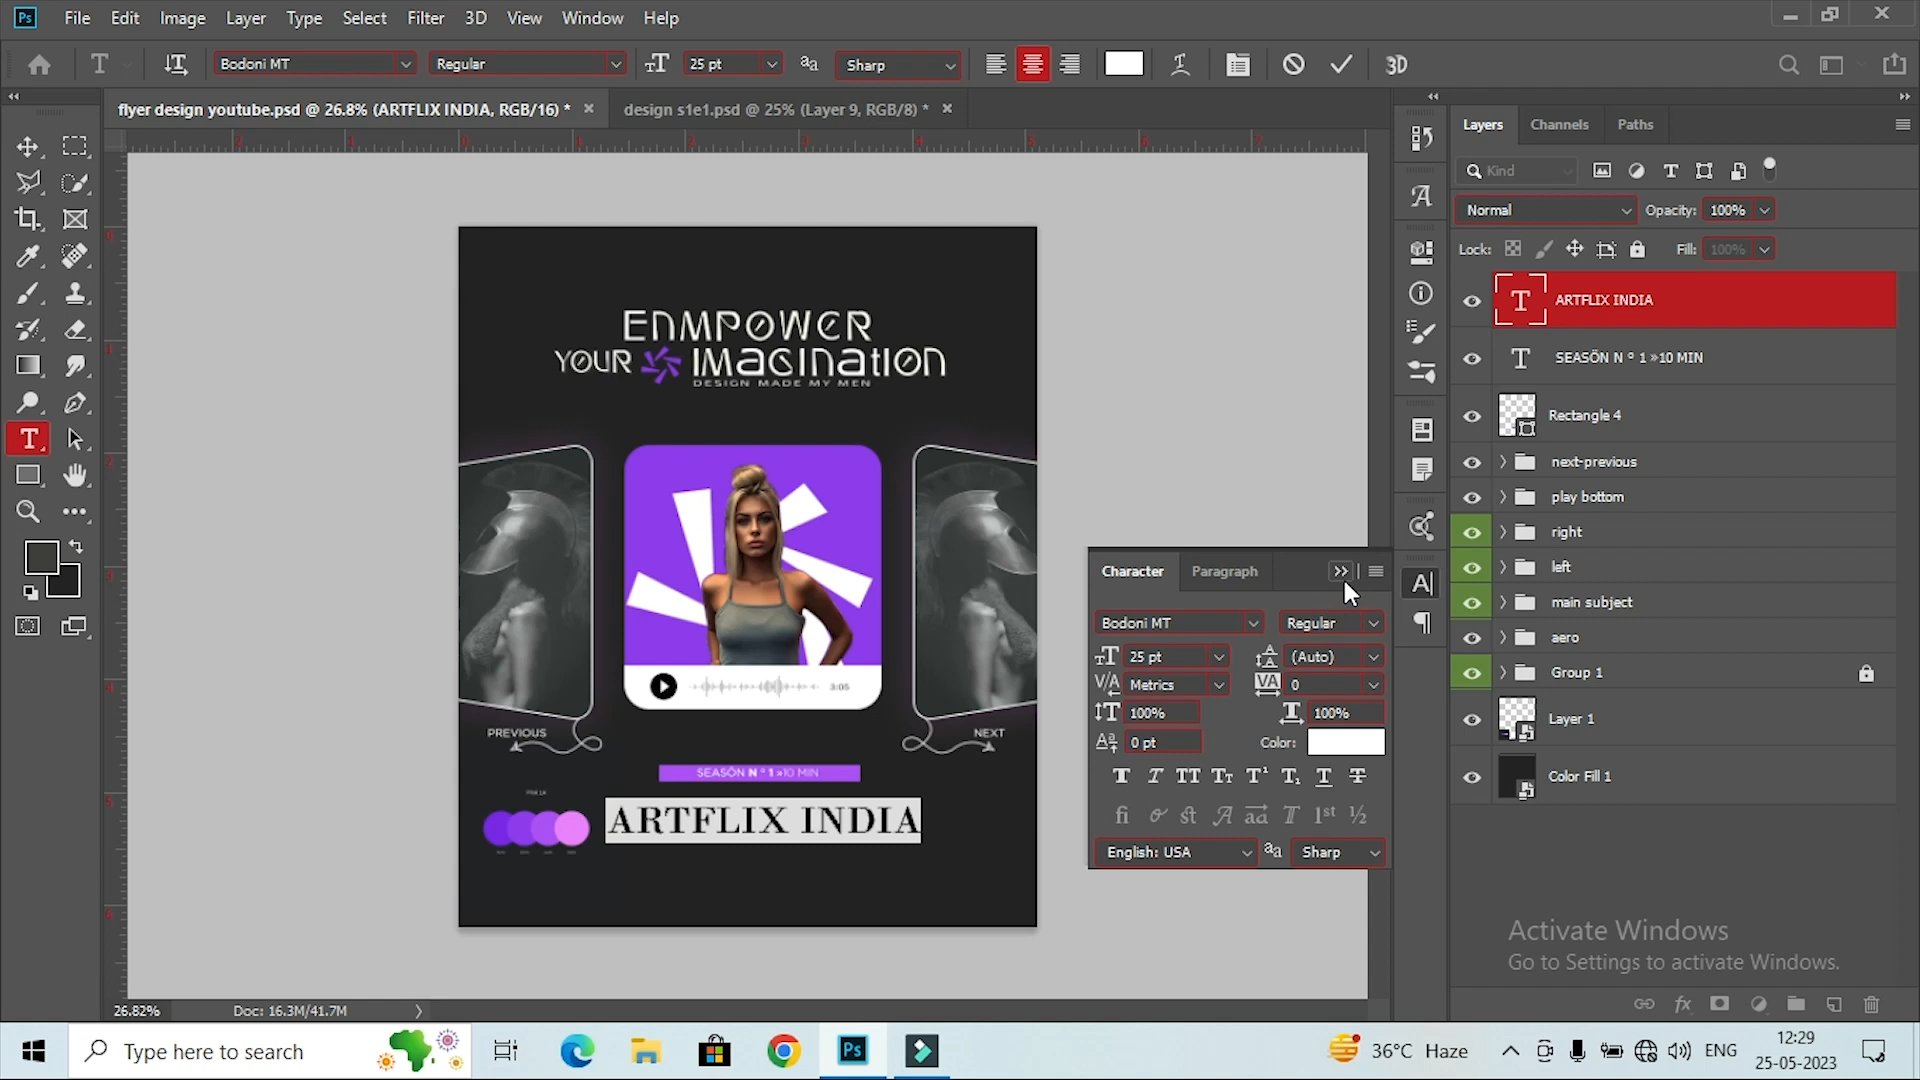 File Edit Image Layer Type Select Filter 3D View Window Help
Bodoni MT Regular 25 pt Sharp 3D
flyer design youtube.psd @ 26.8% (ARTFLIX INDIA, RGB/16) * design s1e1.psd @ 25% (Layer 9, RGB/8) *
ENMPOWER
YOUR IMAGINATION
DESIGN MADE MY MEN
3:05
PREVIOUS
NEXT
SEASÖN N º 1 »10 MIN
ARTFLIX INDIA
Character Paragraph
Bodoni MT Regular
25 pt (Auto)
Metrics 0
100% 100%
0 pt Color:
English: USA Sharp
Layers Channels Paths
Kind
Normal Opacity: 100%
Lock: Fill: 100%
ARTFLIX INDIA
SEASÖN N º 1 »10 MIN
Rectangle 4
next-previous
play bottom
right
left
main subject
aero
Group 1
Layer 1
Color Fill 1
Activate Windows
Go to Settings to activate Windows.
26.82% Doc: 16.3M/41.7M
Type here to search
36°C Haze ENG
12:29
25-05-2023